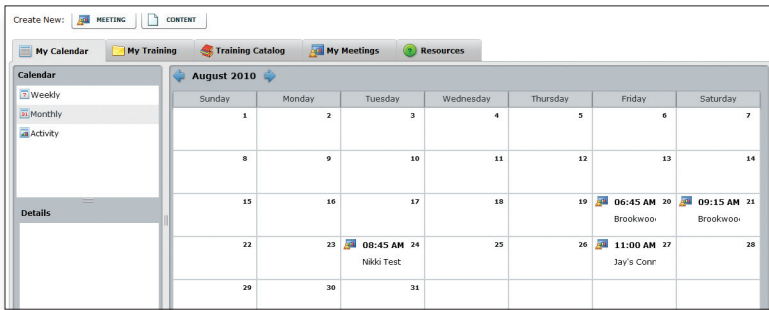 Create New: MEETING CONTENT
My Calendar My Training Training Catalog My Meetings Resources
Calendar
Weekly
Monthly
Activity
Details
August 2010
Sunday Monday Tuesday Wednesday Thursday Friday Saturday
1 2 3 4 5 6 7
8 9 10 11 12 13 14
15 16 17 18 19 06:45 AM 20 09:15 AM 21
Brookwoo Brookwoo
22 23 08:45 AM 24 25 26 11:00 AM 27 28
Nikki Test Jay's Conr
29 30 31